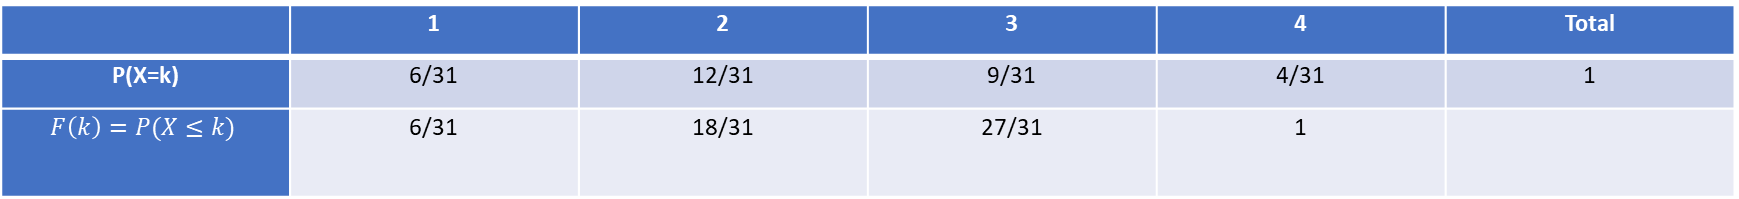 1 2 3 4 Total
P(X=k) 6/31 12/31 9/31 4/31 1
F(k) = P(X ≤ k) 6/31 18/31 27/31 1